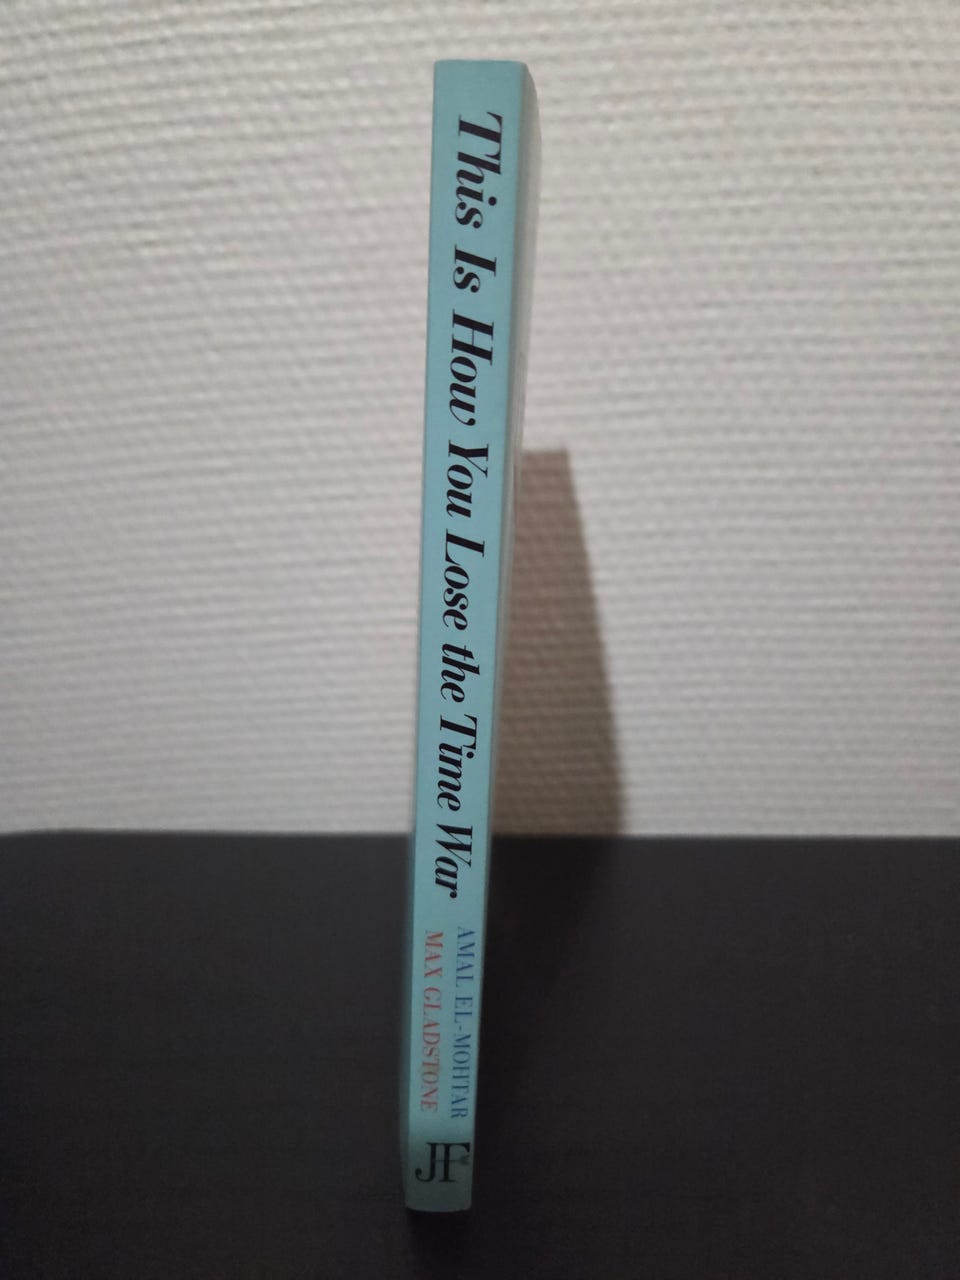 This Is How You Lose the Time War
AMAL EL-MOHTAR
MAX GLADSTONE
JF